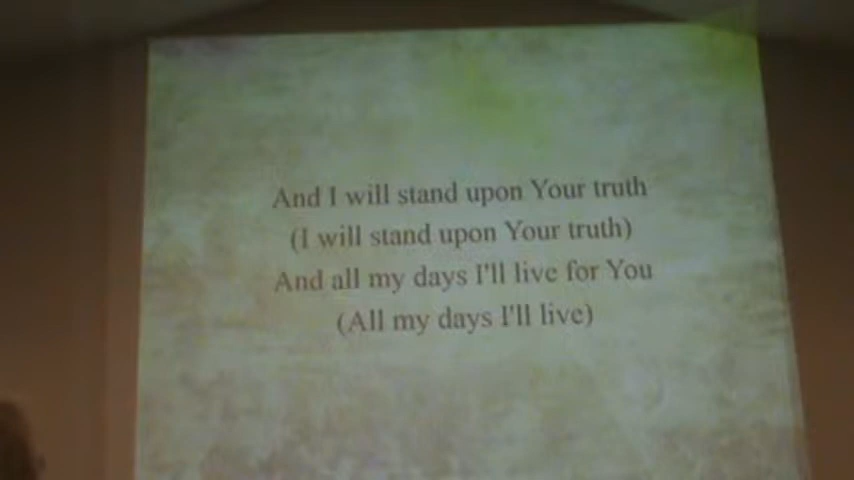 And I will stand upon Your truth
(I will stand upon Your truth)
And all my days I'll live for You
(All my days I'll live)